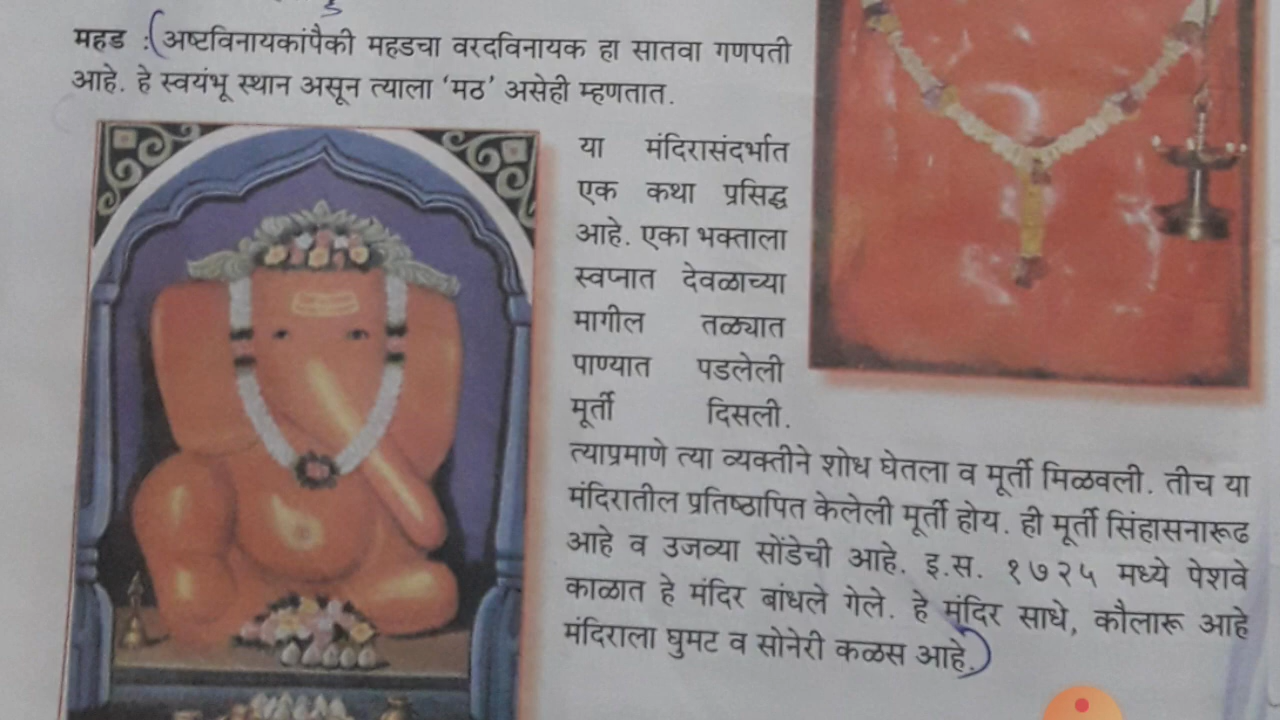 महड : (अष्टविनायकांपैकी महडचा वरदविनायक हा सातवा गणपती
आहे. हे स्वयंभू स्थान असून त्याला ‘मठ’ असेही म्हणतात.
या मंदिरासंदर्भात
एक कथा प्रसिद्ध
आहे. एका भक्ताला
स्वप्नात देवळाच्या
मागील तळ्यात
पाण्यात पडलेली
मूर्ती दिसली.
त्याप्रमाणे त्या व्यक्तीने शोध घेतला व मूर्ती मिळवली. तीच या
मंदिरातील प्रतिष्ठापित केलेली मूर्ती होय. ही मूर्ती सिंहासनारूढ
आहे व उजव्या सोंडेची आहे. इ.स. १७२५ मध्ये पेशवे
काळात हे मंदिर बांधले गेले. हे मंदिर साधे, कौलारू आहे
मंदिराला घुमट व सोनेरी कळस आहे.)